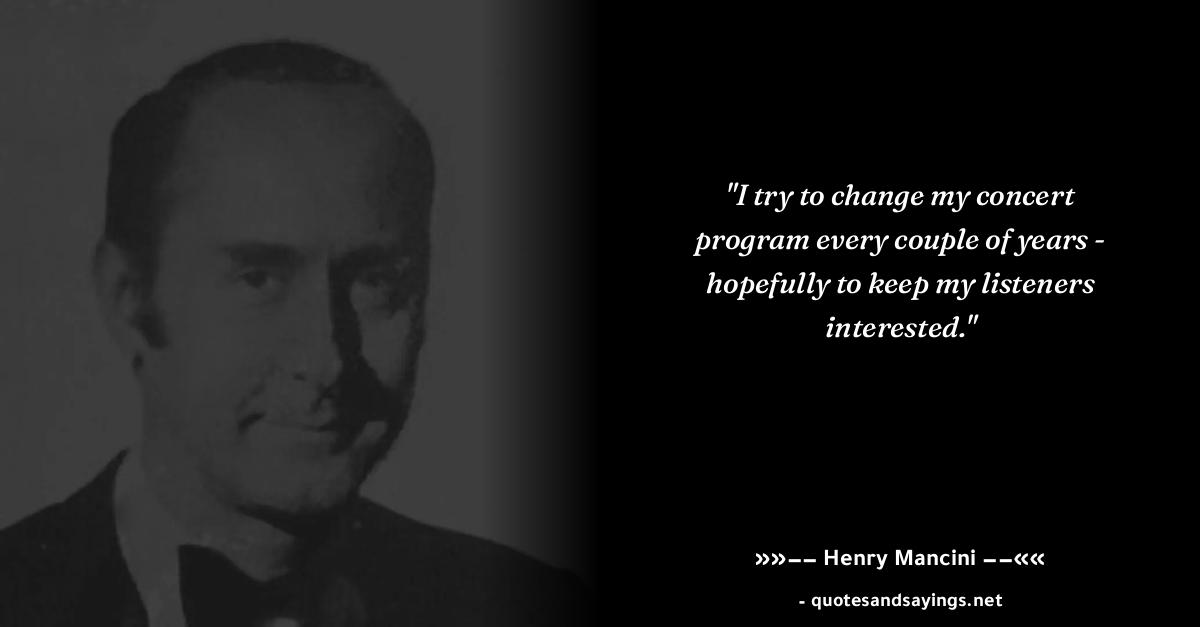 "I try to change my concert
program every couple of years -
hopefully to keep my listeners
interested."
»»−− Henry Mancini −−««
- quotesandsayings.net